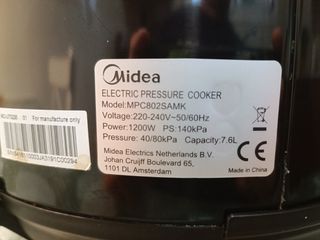 Midea
ELECTRIC PRESSURE COOKER
Model:MPC802SAMK
Voltage:220-240V~50/60Hz
Power:1200W PS:140kPa
Pressure: 40/80kPa Capacity:7.6L
Midea Electrics Netherlands B.V.
Johan Cruijff Boulevard 65,
1101 DL Amsterdam
Made in China
01 For manufacture only